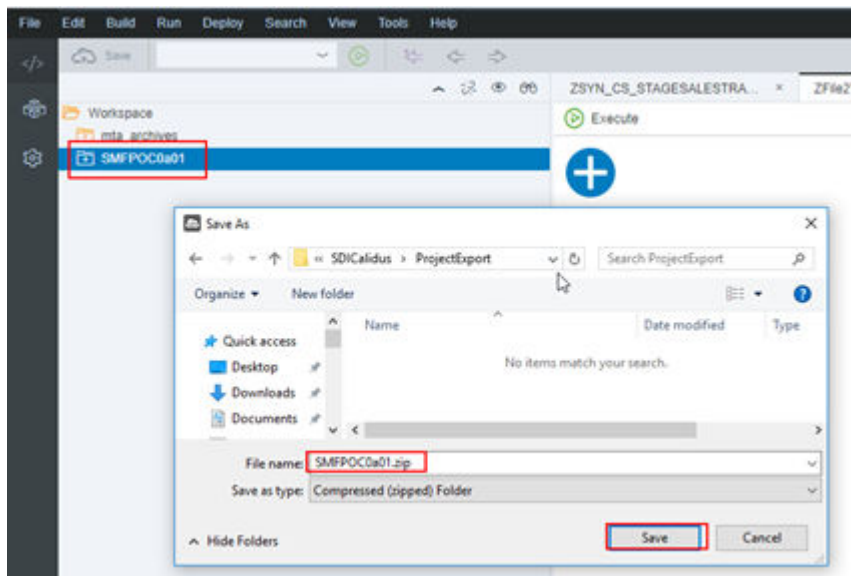 File Edit Build Run Deploy Search View Tools Help
Save
ZSYN_CS_STAGESALESTRA... × ZFile2
Workspace
Execute
mta_archives
SMFPOC0a01
Save As
« SDICalidus › ProjectExport
Search ProjectExport
Organize
New folder
Name
Date modified
Type
Quick access
No items match your search.
Desktop
Downloads
Documents
File name: SMFPOC0a01.zip
Save as type: Compressed (zipped) Folder
Hide Folders
Save
Cancel